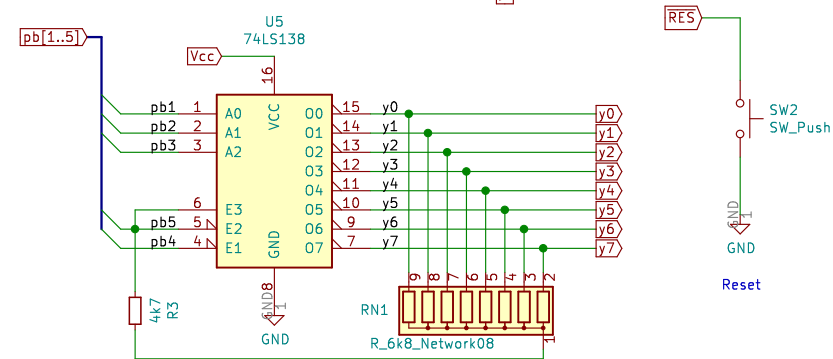 U5
74LS138
pb[1..5]
Vcc
16
VCC
pb1 1 A0 O0 15 y0 y0
pb2 2 A1 O1 14 y1 y1
pb3 3 A2 O2 13 y2 y2
O3 12 y3 y3
O4 11 y4 y4
6 E3 O5 10 y5 y5
pb5 5 E2 O6 9 y6 y6
pb4 4 E1 O7 7 y7 y7
GND
8
GND
1
GND
4k7
R3
9 8 7 6 5 4 3 2
RN1
1
R_6k8_Network08
RES
SW2
SW_Push
GND
1
GND
Reset